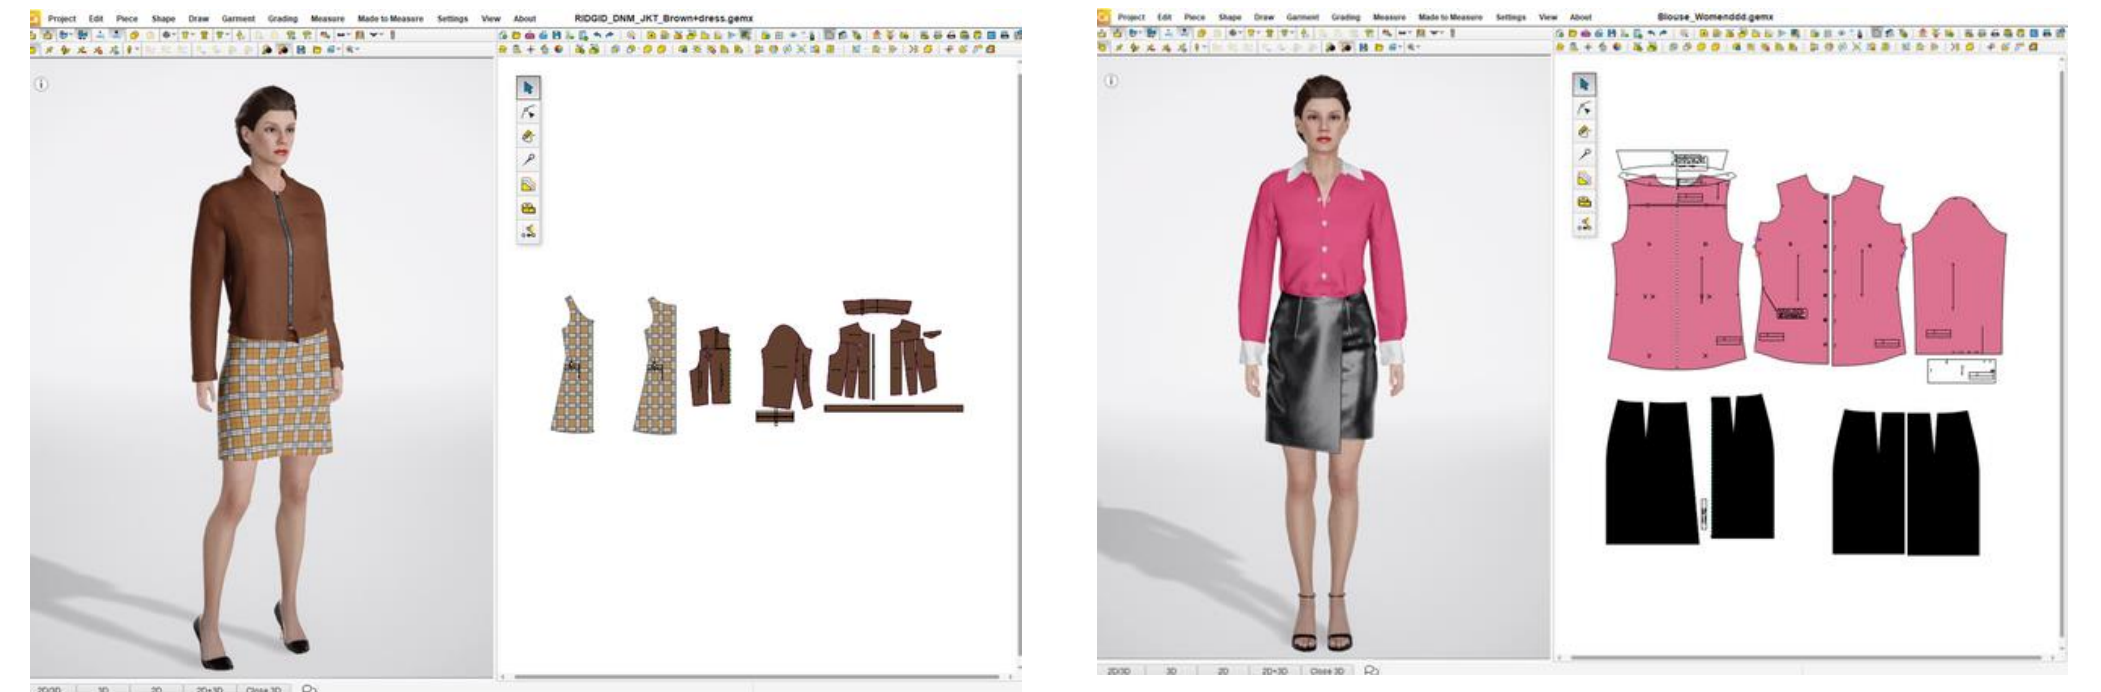 Project Edit Piece Shape Draw Garment Grading Measure Made to Measure Settings View About RIDGID_DNM_JKT_Brown+dress.gemx
2D/3D 3D 2D 2D+3D Close 3D
Project Edit Piece Shape Draw Garment Grading Measure Made to Measure Settings View About Blouse_Womenddd.gemx
2D/3D 3D 2D 2D+3D Close 3D